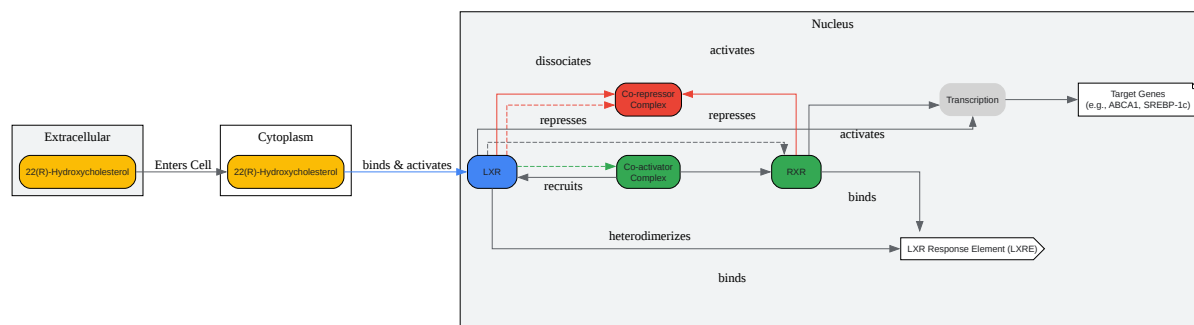 Nucleus
activates
dissociates
Co-repressor
Complex
Transcription
Target Genes
(e.g., ABCA1, SREBP-1c)
represses
represses
activates
Extracellular
Cytoplasm
22(R)-Hydroxycholesterol
Enters Cell
22(R)-Hydroxycholesterol
binds & activates
LXR
Co-activator
Complex
RXR
recruits
binds
heterodimerizes
LXR Response Element (LXRE)
binds